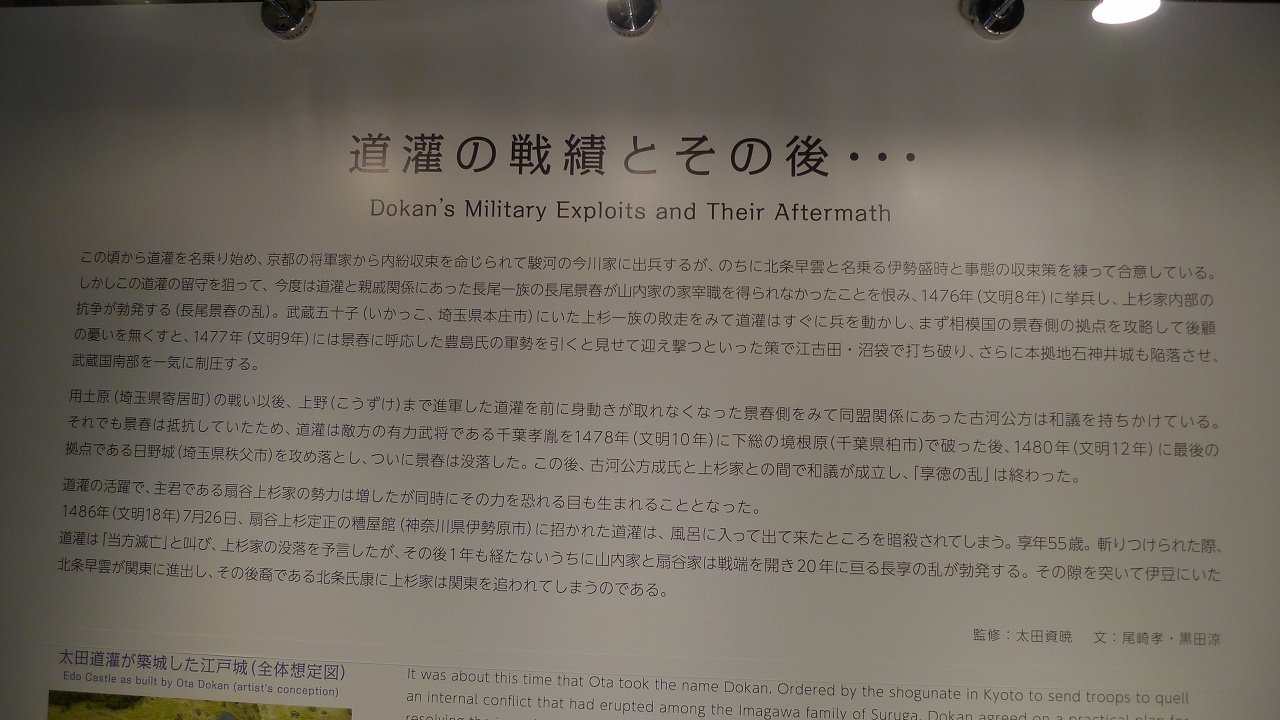 道灌の戦績とその後・・・
Dokan's Military Exploits and Their Aftermath
この頃から道灌を名乗り始め、京都の将軍家から内紛収束を命じられて駿河の今川家に出兵するが、のちに北条早雲と名乗る伊勢盛時と事態の収束策を練って合意している。
しかしこの道灌の留守を狙って、今度は道灌と親戚関係にあった長尾一族の長尾景春が山内家の家宰職を得られなかったことを恨み、1476年(文明8年)に挙兵し、上杉家内部の
抗争が勃発する(長尾景春の乱)。武蔵五十子(いかっこ、埼玉県本庄市)にいた上杉一族の敗走をみて道灌はすぐに兵を動かし、まず相模国の景春側の拠点を攻略して後顧
の憂いを無くすと、1477年(文明9年)には景春に呼応した豊島氏の軍勢を引くと見せて迎え撃つといった策で江古田・沼袋で打ち破り、さらに本拠地石神井城も陥落させ、
武蔵国南部を一気に制圧する。
用土原(埼玉県寄居町)の戦い以後、上野(こうずけ)まで進軍した道灌を前に身動きが取れなくなった景春側をみて同盟関係にあった古河公方は和議を持ちかけている。
それでも景春は抵抗していたため、道灌は敵方の有力武将である千葉孝胤を1478年(文明10年)に下総の境根原(千葉県柏市)で破った後、1480年(文明12年)に最後の
拠点である日野城(埼玉県秩父市)を攻め落とし、ついに景春は没落した。この後、古河公方成氏と上杉家との間で和議が成立し、「享徳の乱」は終わった。
道灌の活躍で、主君である扇谷上杉家の勢力は増したが同時にその力を恐れる目も生まれることとなった。
1486年(文明18年)7月26日、扇谷上杉定正の糟屋館(神奈川県伊勢原市)に招かれた道灌は、風呂に入って出て来たところを暗殺されてしまう。享年55歳。斬りつけられた際、
道灌は「当方滅亡」と叫び、上杉家の没落を予言したが、その後1年も経たないうちに山内家と扇谷家は戦端を開き20年に亘る長享の乱が勃発する。その隙を突いて伊豆にいた
北条早雲が関東に進出し、その後裔である北条氏康に上杉家は関東を追われてしまうのである。
監修：太田資暁 文：尾崎孝・黒田涼
太田道灌が築城した江戸城(全体想定図)
Edo Castle as built by Ota Dokan (artist's conception)
It was about this time that Ota took the name Dokan. Ordered by the shogunate in Kyoto to send troops to quell
an internal conflict that had erupted among the Imagawa family of Suruga, Dokan agreed on a practical plan for